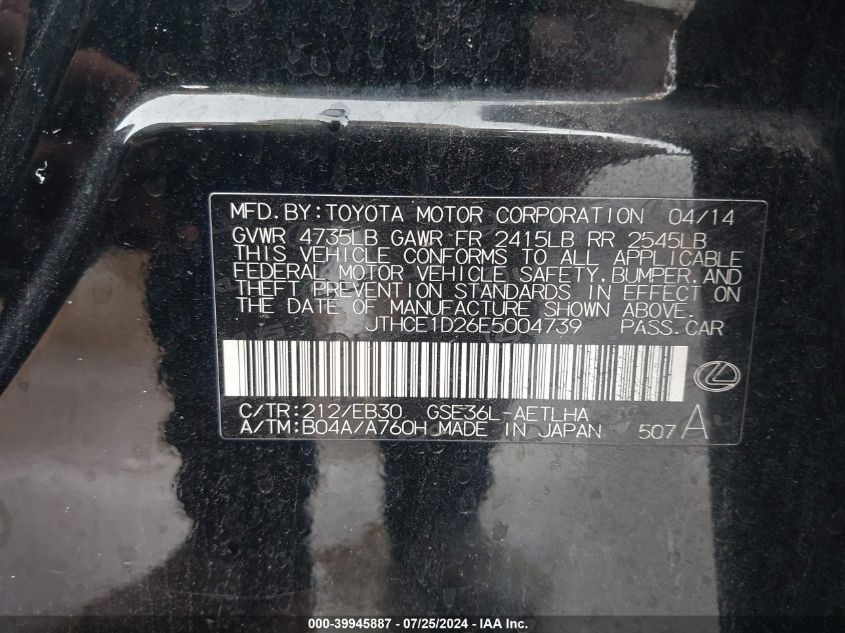 MFD.BY:TOYOTA MOTOR CORPORATION 04/14
GVWR 4735LB GAWR FR 2415LB RR 2545LB
THIS VEHICLE CONFORMS TO ALL APPLICABLE
FEDERAL MOTOR VEHICLE SAFETY,BUMPER,AND
THEFT PREVENTION STANDARDS IN EFFECT ON
THE DATE OF MANUFACTURE SHOWN ABOVE.
JTHCE1D26E5004739 PASS.CAR
C/TR:212/EB30 GSE36L-AETLHA
A/TM:B04A/A760H MADE IN JAPAN 507A
000-39945887 - 07/25/2024 - IAA Inc.